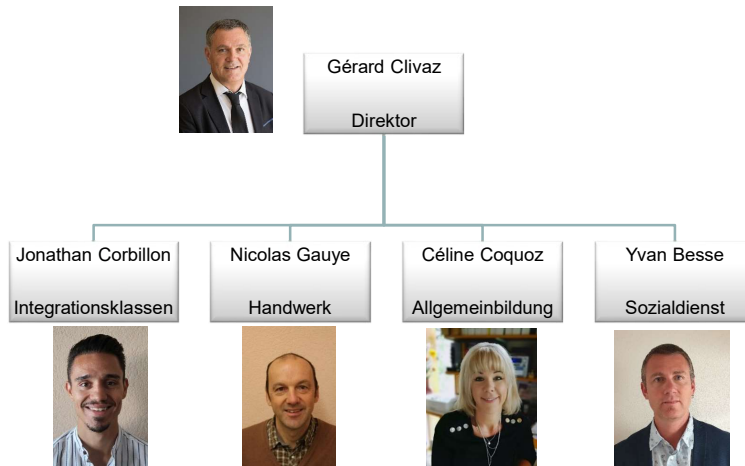 Gérard Clivaz
Direktor
Jonathan Corbillon
Integrationsklassen
Nicolas Gauye
Handwerk
Céline Coquoz
Allgemeinbildung
Yvan Besse
Sozialdienst